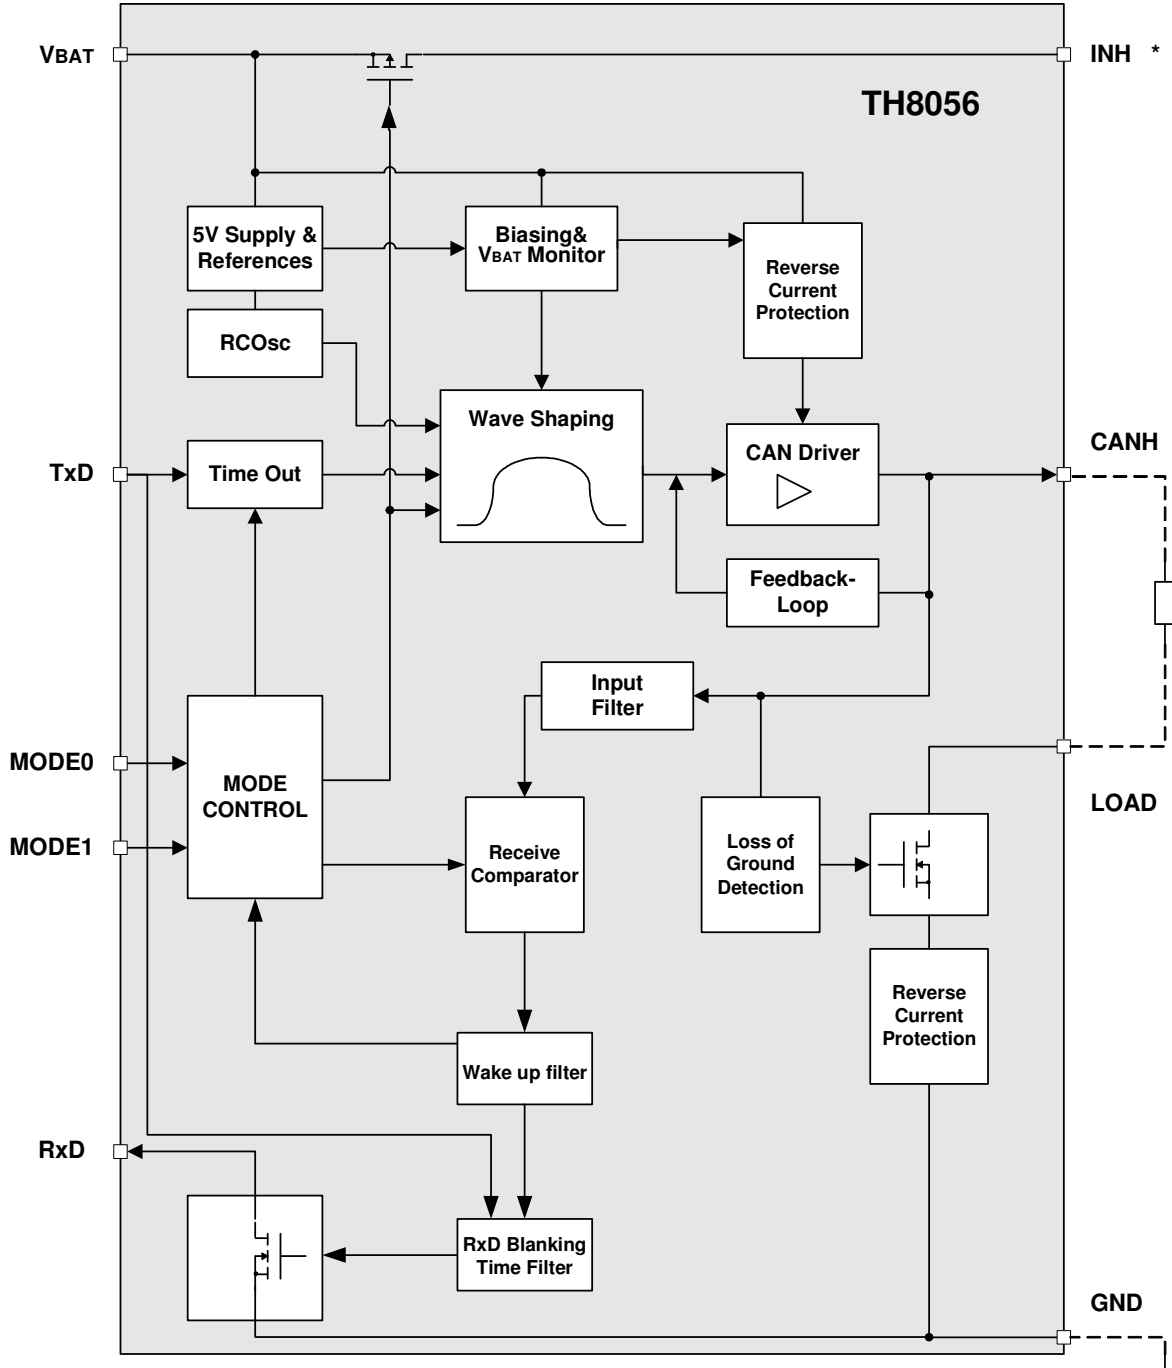 VBAT
INH *
TH8056
5V Supply &
References
Biasing&
VBAT Monitor
Reverse
Current
Protection
RCOsc
Wave Shaping
CAN Driver
CANH
TxD
Time Out
Feedback-
Loop
Input
Filter
MODE0
MODE1
MODE
CONTROL
LOAD
Receive
Comparator
Loss of
Ground
Detection
Reverse
Current
Protection
Wake up filter
RxD
RxD Blanking
Time Filter
GND